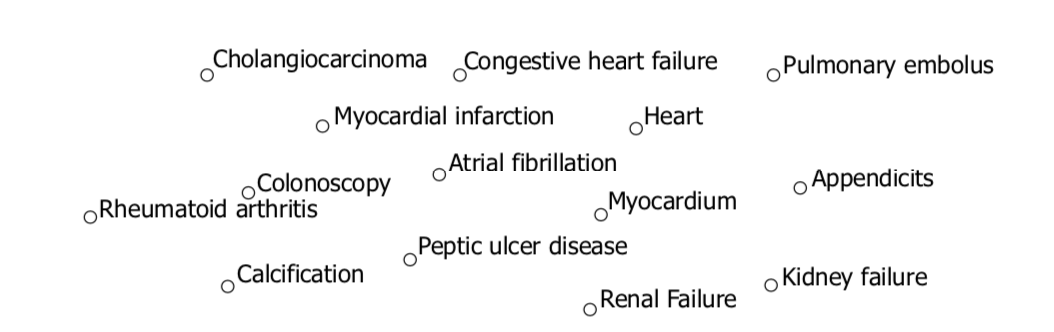 Cholangiocarcinoma
Congestive heart failure
Pulmonary embolus
Myocardial infarction
Heart
Atrial fibrillation
Colonoscopy
Appendicits
Rheumatoid arthritis
Myocardium
Peptic ulcer disease
Calcification
Kidney failure
Renal Failure